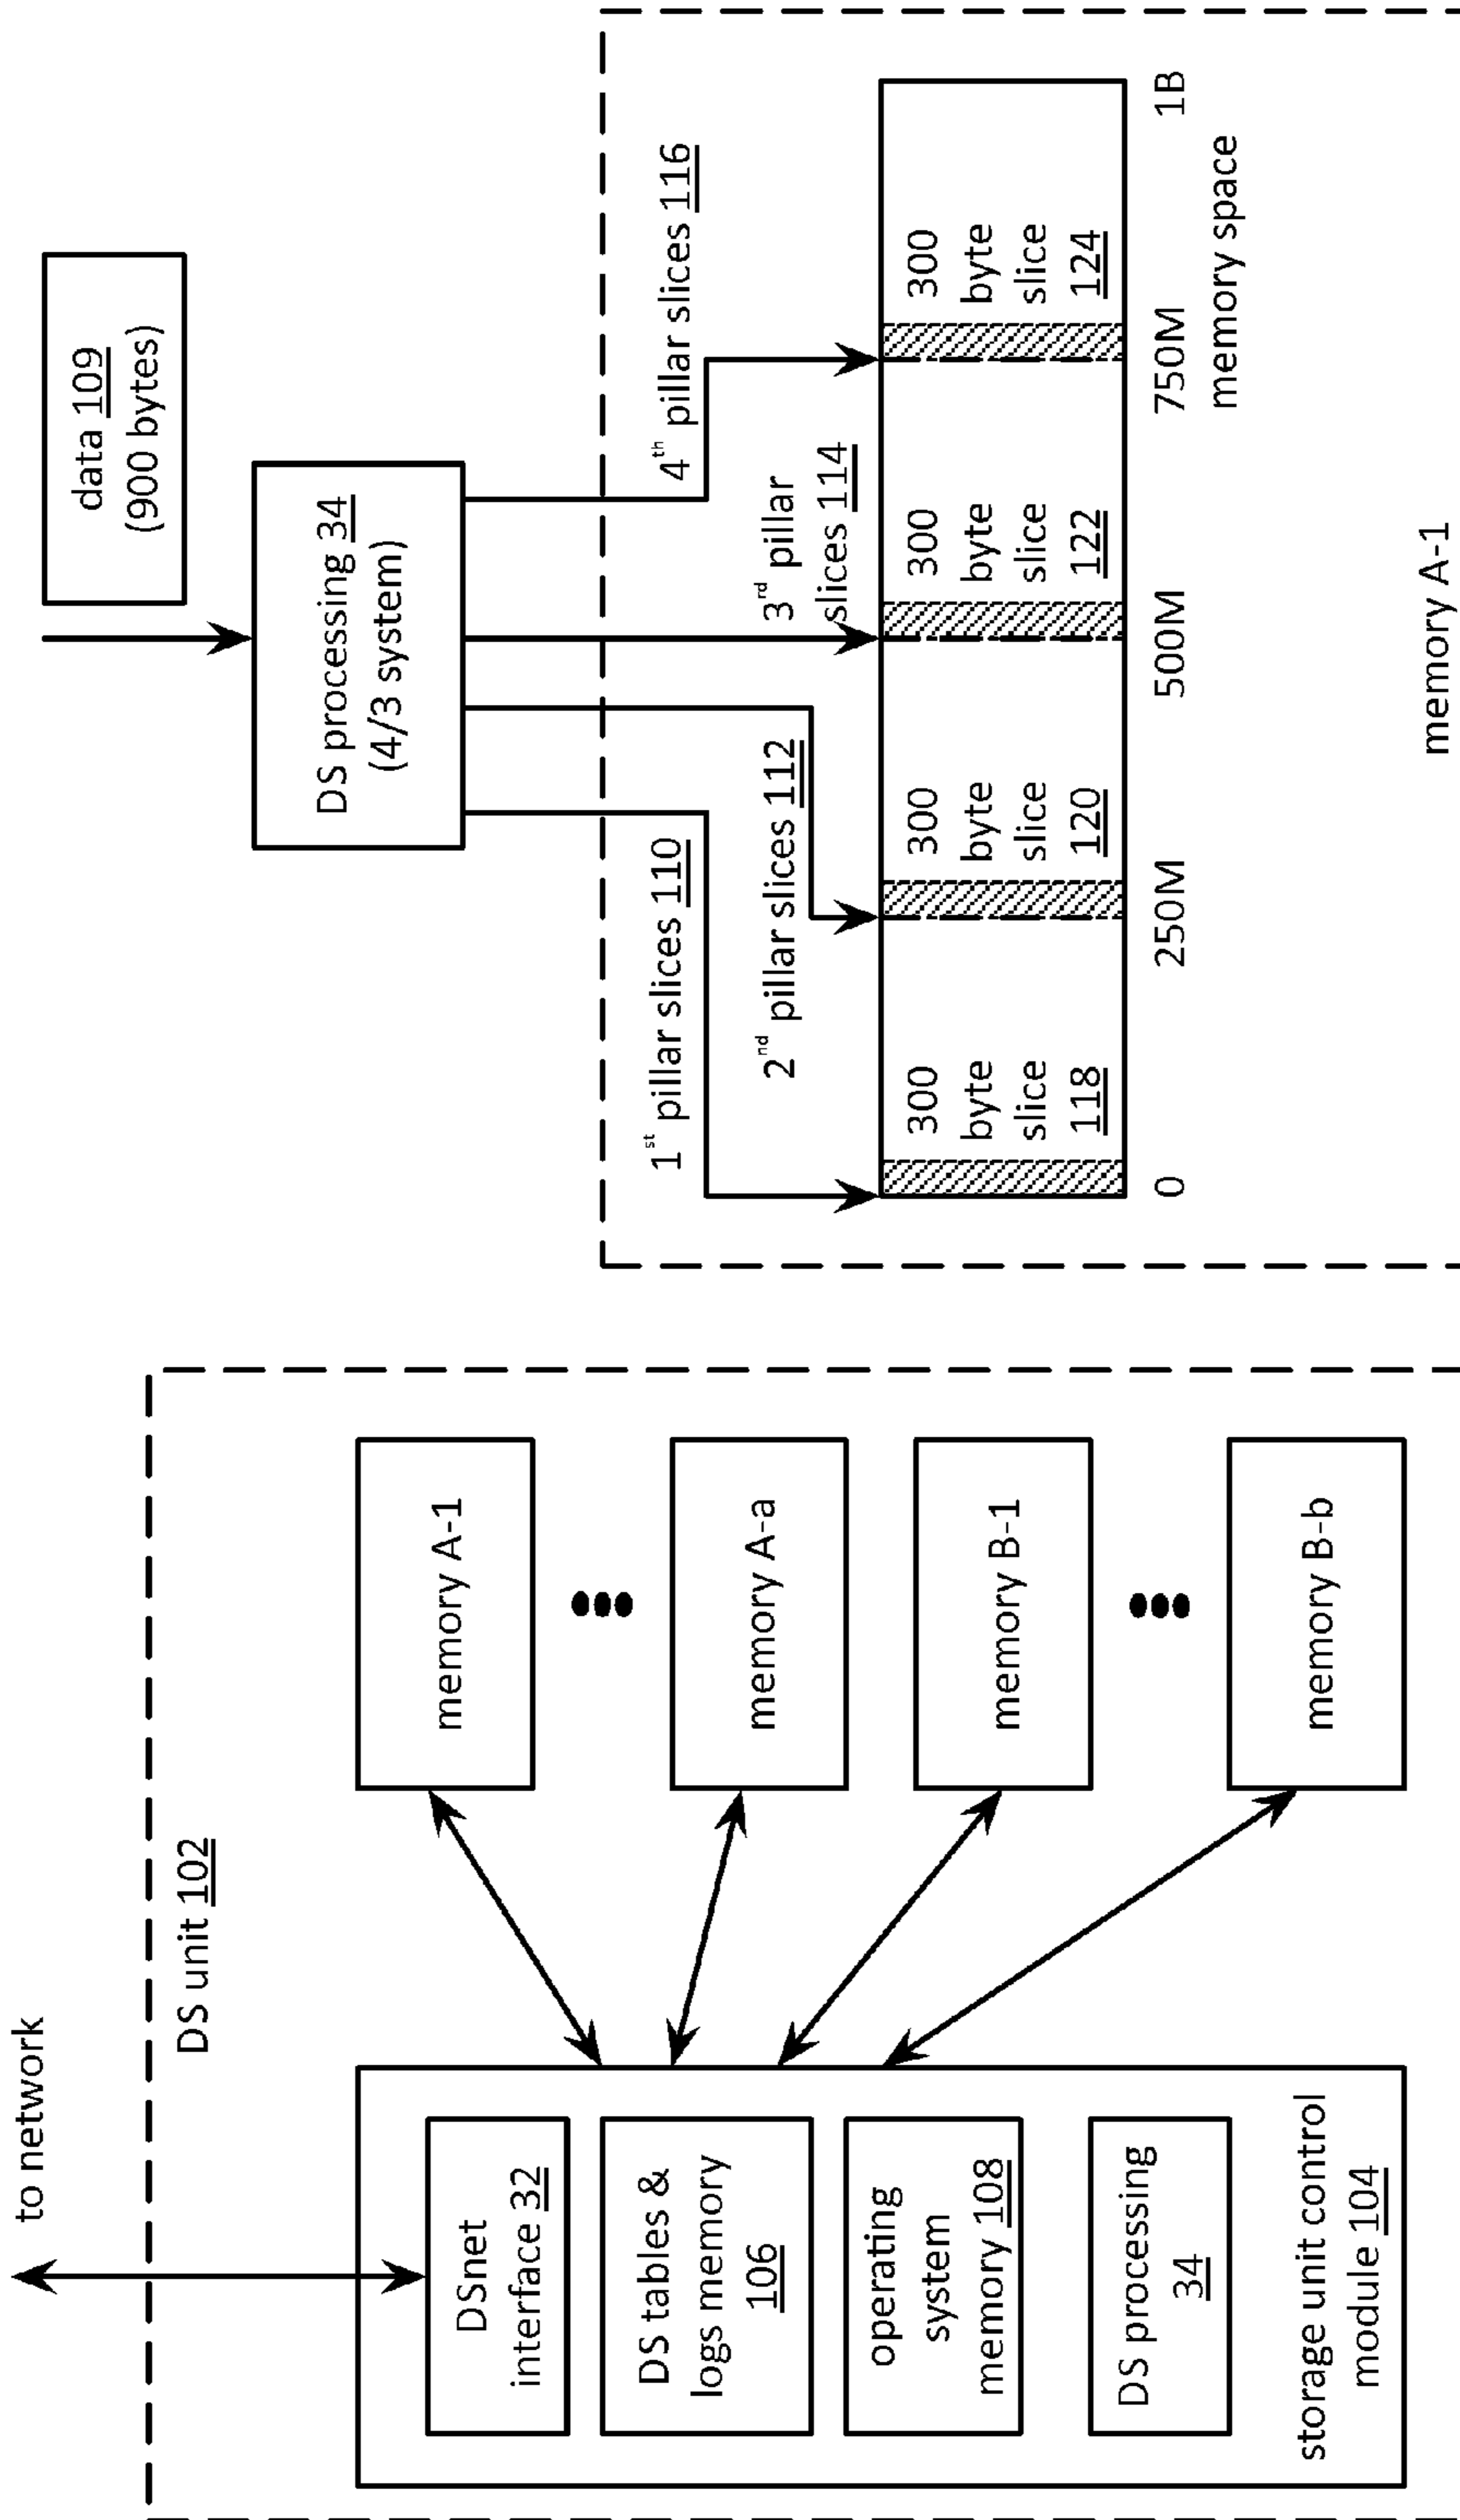 to network
DS unit 102
DSnet
interface 32
DS tables &
logs memory
106
operating
system
memory 108
DS processing
34
storage unit control
module 104
memory A-1
memory A-a
memory B-1
memory B-b
data 109
(900 bytes)
DS processing 34
(4/3 system)
1st pillar slices 110
2nd pillar slices 112
3rd pillar
slices 114
4th pillar slices 116
300
byte
slice
118
300
byte
slice
120
300
byte
slice
122
300
byte
slice
124
0
250M
500M
750M
1B
memory space
memory A-1